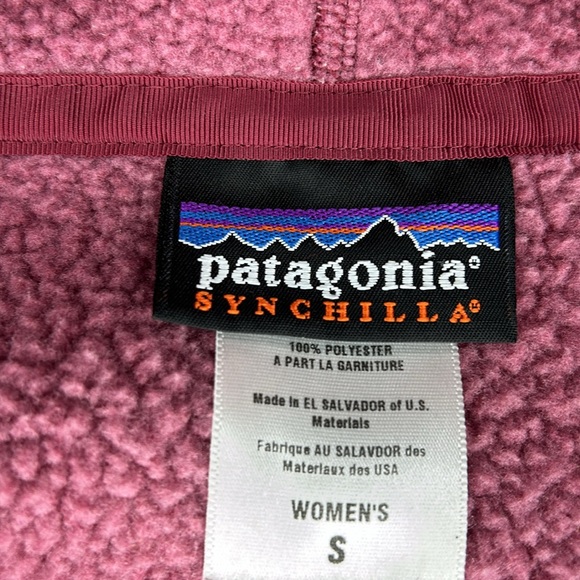 patagonia®
SYNCHILLA
100% POLYESTER
A PART LA GARNITURE
Made in EL SALVADOR of U.S.
Materials
Fabrique AU SALAVDOR des
Materiaux des USA
WOMEN'S
S